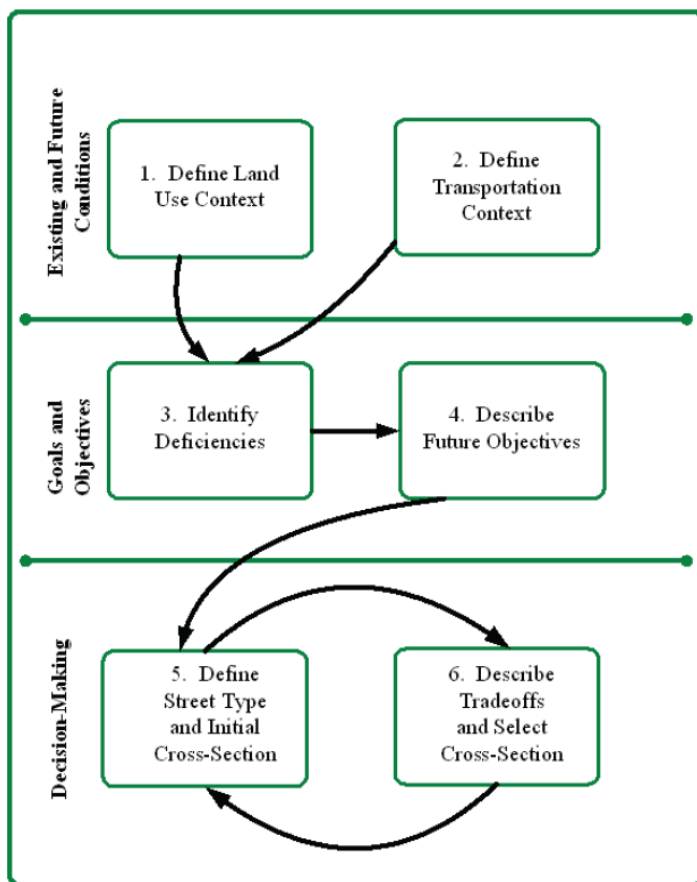 Existing and Future
Conditions
1. Define Land
Use Context
2. Define
Transportation
Context
Goals and
Objectives
3. Identify
Deficiencies
4. Describe
Future Objectives
Decision-Making
5. Define
Street Type
and Initial
Cross-Section
6. Describe
Tradeoffs
and Select
Cross-Section